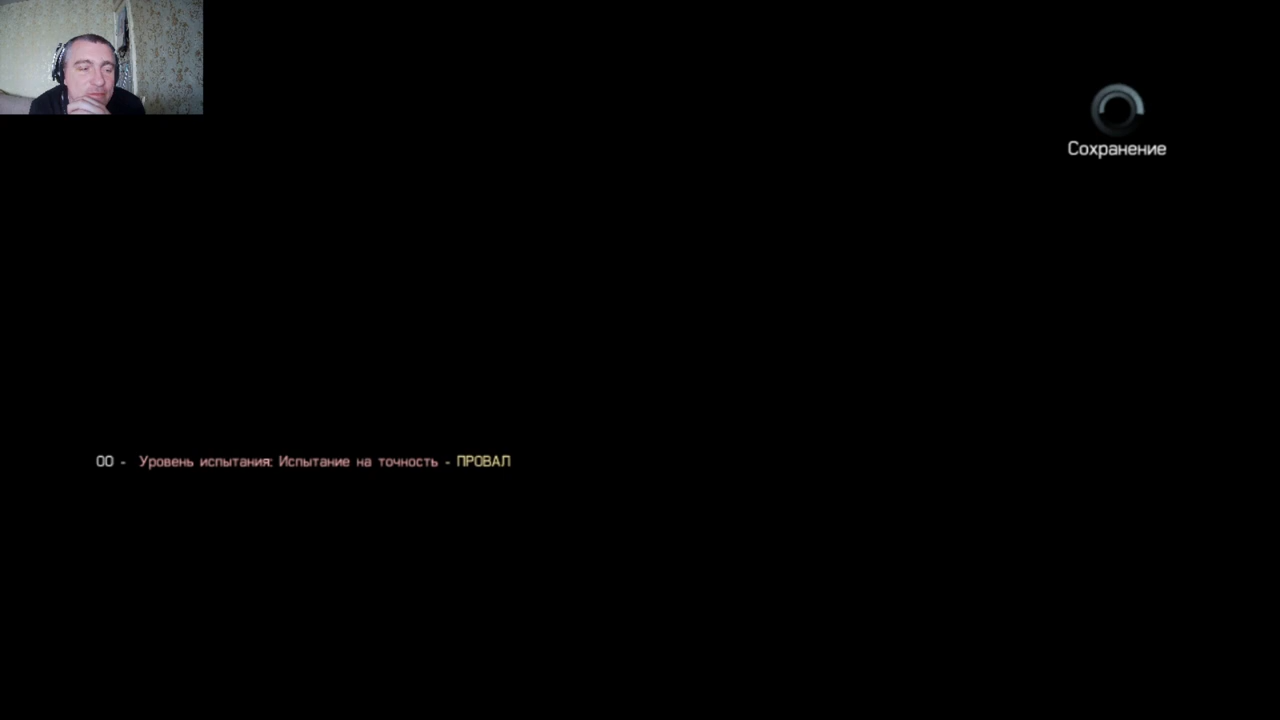 Сохранение
00 - Уровень испытания: Испытание на точность - ПРОВАЛ